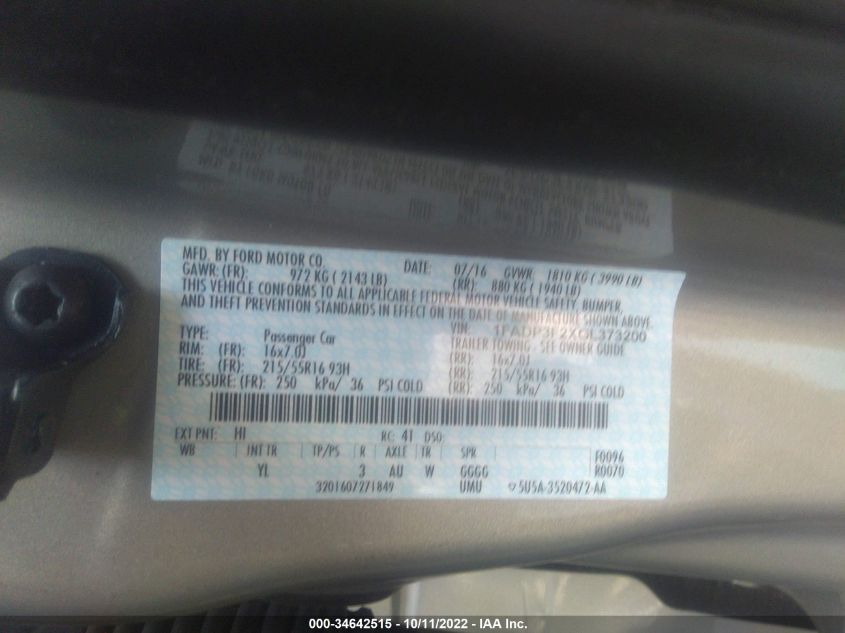 MFD. BY FORD MOTOR CO.
DATE: 07/16 GVWR: 1810 KG ( 3990 LB)
GAWR: (FR): 972 KG ( 2143 LB) (RR): 880 KG ( 1940 LB)
THIS VEHICLE CONFORMS TO ALL APPLICABLE FEDERAL MOTOR VEHICLE SAFETY, BUMPER,
AND THEFT PREVENTION STANDARDS IN EFFECT ON THE DATE OF MANUFACTURE SHOWN ABOVE.
VIN: 1FADP3F2XGL373200
TYPE: Passenger Car TRAILER TOWING - SEE OWNER GUIDE
RIM: (FR): 16x7.0J (RR): 16x7.0J
TIRE: (FR): 215/55R16 93H (RR): 215/55R16 93H
PRESSURE: (FR): 250 kPa/ 36 PSI COLD (RR): 250 kPa/ 36 PSI COLD
EXT PNT: HI RC: 41 DSO:
WB INT TR TP/PS R AXLE TR SPR F0096
YL 3 AU W GGGG R0070
3201607271849 UMU 5U5A-3520472-AA
000-34642515 - 10/11/2022 - IAA Inc.